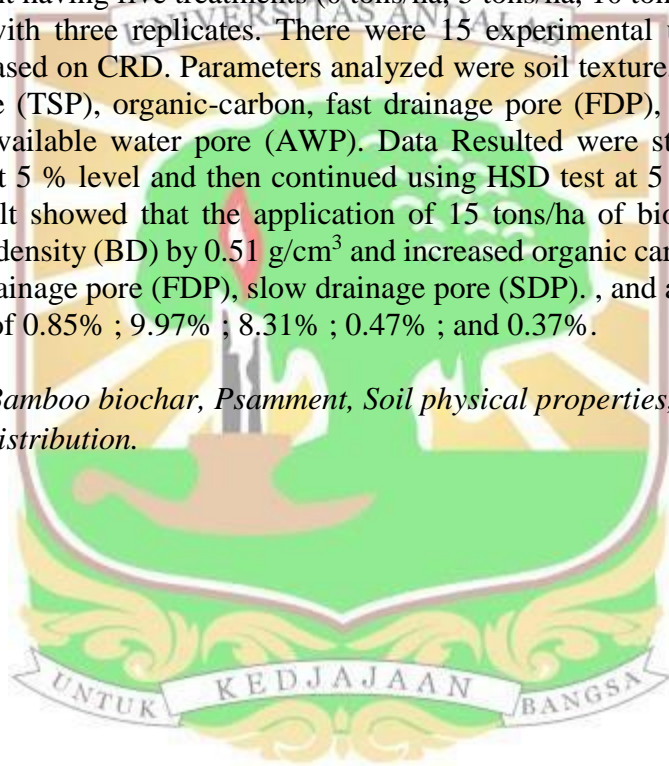 t having five treatments (0 tons/ha, 5 tons/ha, 10 ton
with three replicates. There were 15 experimental
ased on CRD. Parameters analyzed were soil texture
e (TSP), organic-carbon, fast drainage pore (FDP),
vailable water pore (AWP). Data Resulted were st
t 5 % level and then continued using HSD test at 5
lt showed that the application of 15 tons/ha of bio
density (BD) by 0.51 g/cm³ and increased organic car
ainage pore (FDP), slow drainage pore (SDP). , and a
of 0.85% ; 9.97% ; 8.31% ; 0.47% ; and 0.37%.
Bamboo biochar, Psamment, Soil physical properties,
istribution.
UNIVERSITAS ANDALAS
UNTUK KEDJAJAAN BANGSA